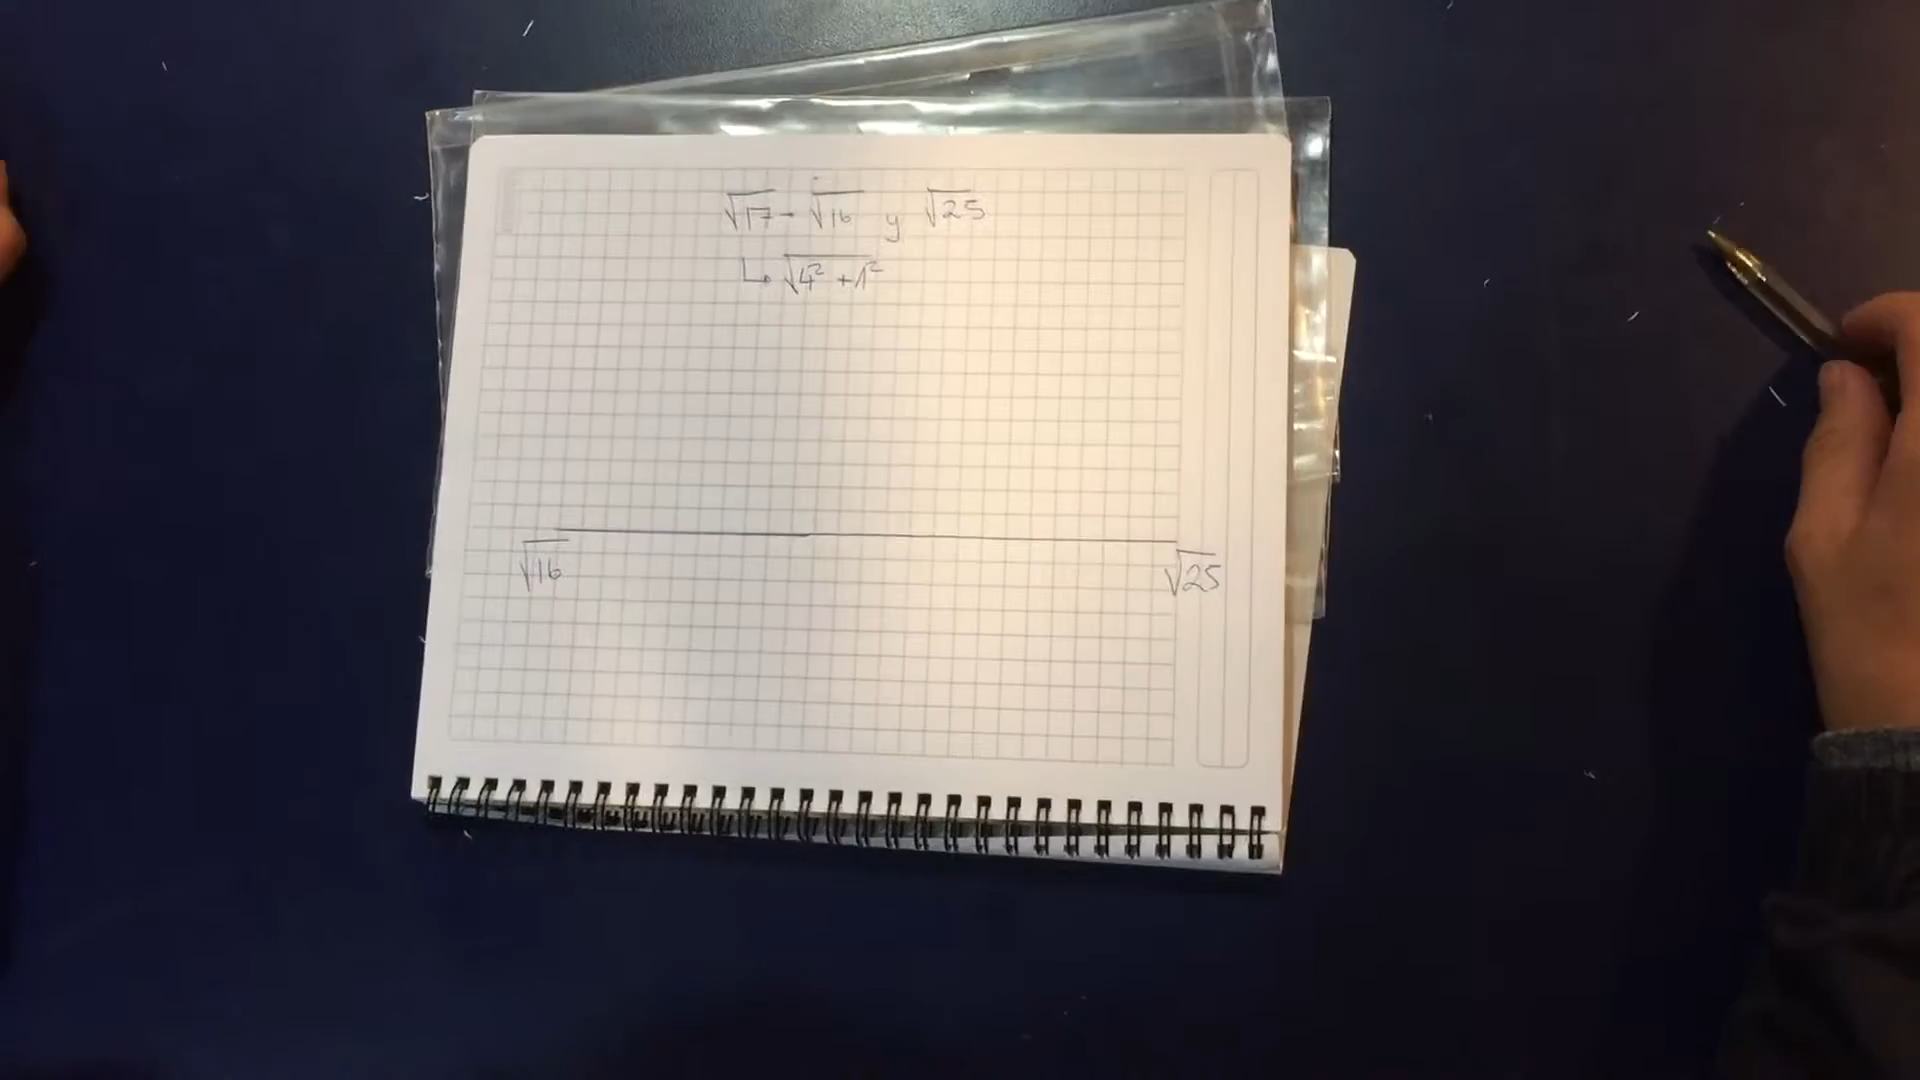 √17 - √16 y √25
↳ √4² + 1²
√16 √25